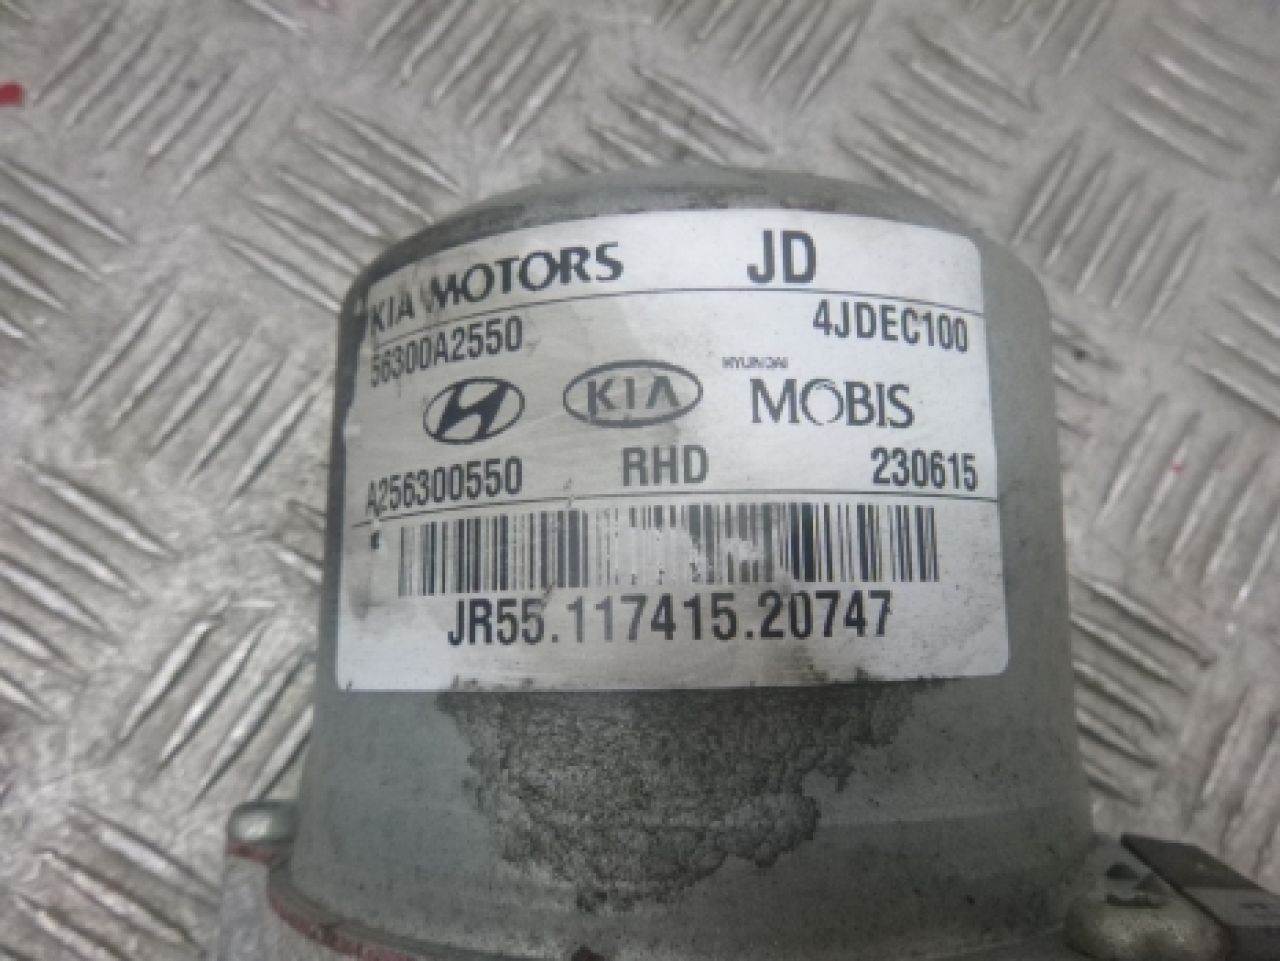 KIA MOTORS JD
56300A2550 4JDEC100
KIA HYUNDAI MOBIS
A256300550 RHD 230615
JR55.117415.20747